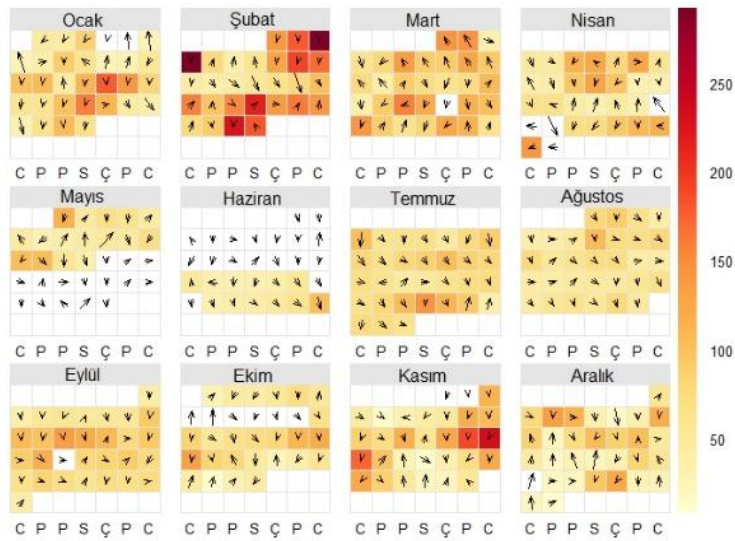 Ocak Şubat Mart Nisan
250
200
C P P S Ç P C C P P S Ç P C C P P S Ç P C C P P S Ç P C
Mayıs Haziran Temmuz Ağustos
150
100
C P P S Ç P C C P P S Ç P C C P P S Ç P C C P P S Ç P C
Eylül Ekim Kasım Aralık
50
C P P S Ç P C C P P S Ç P C C P P S Ç P C C P P S Ç P C